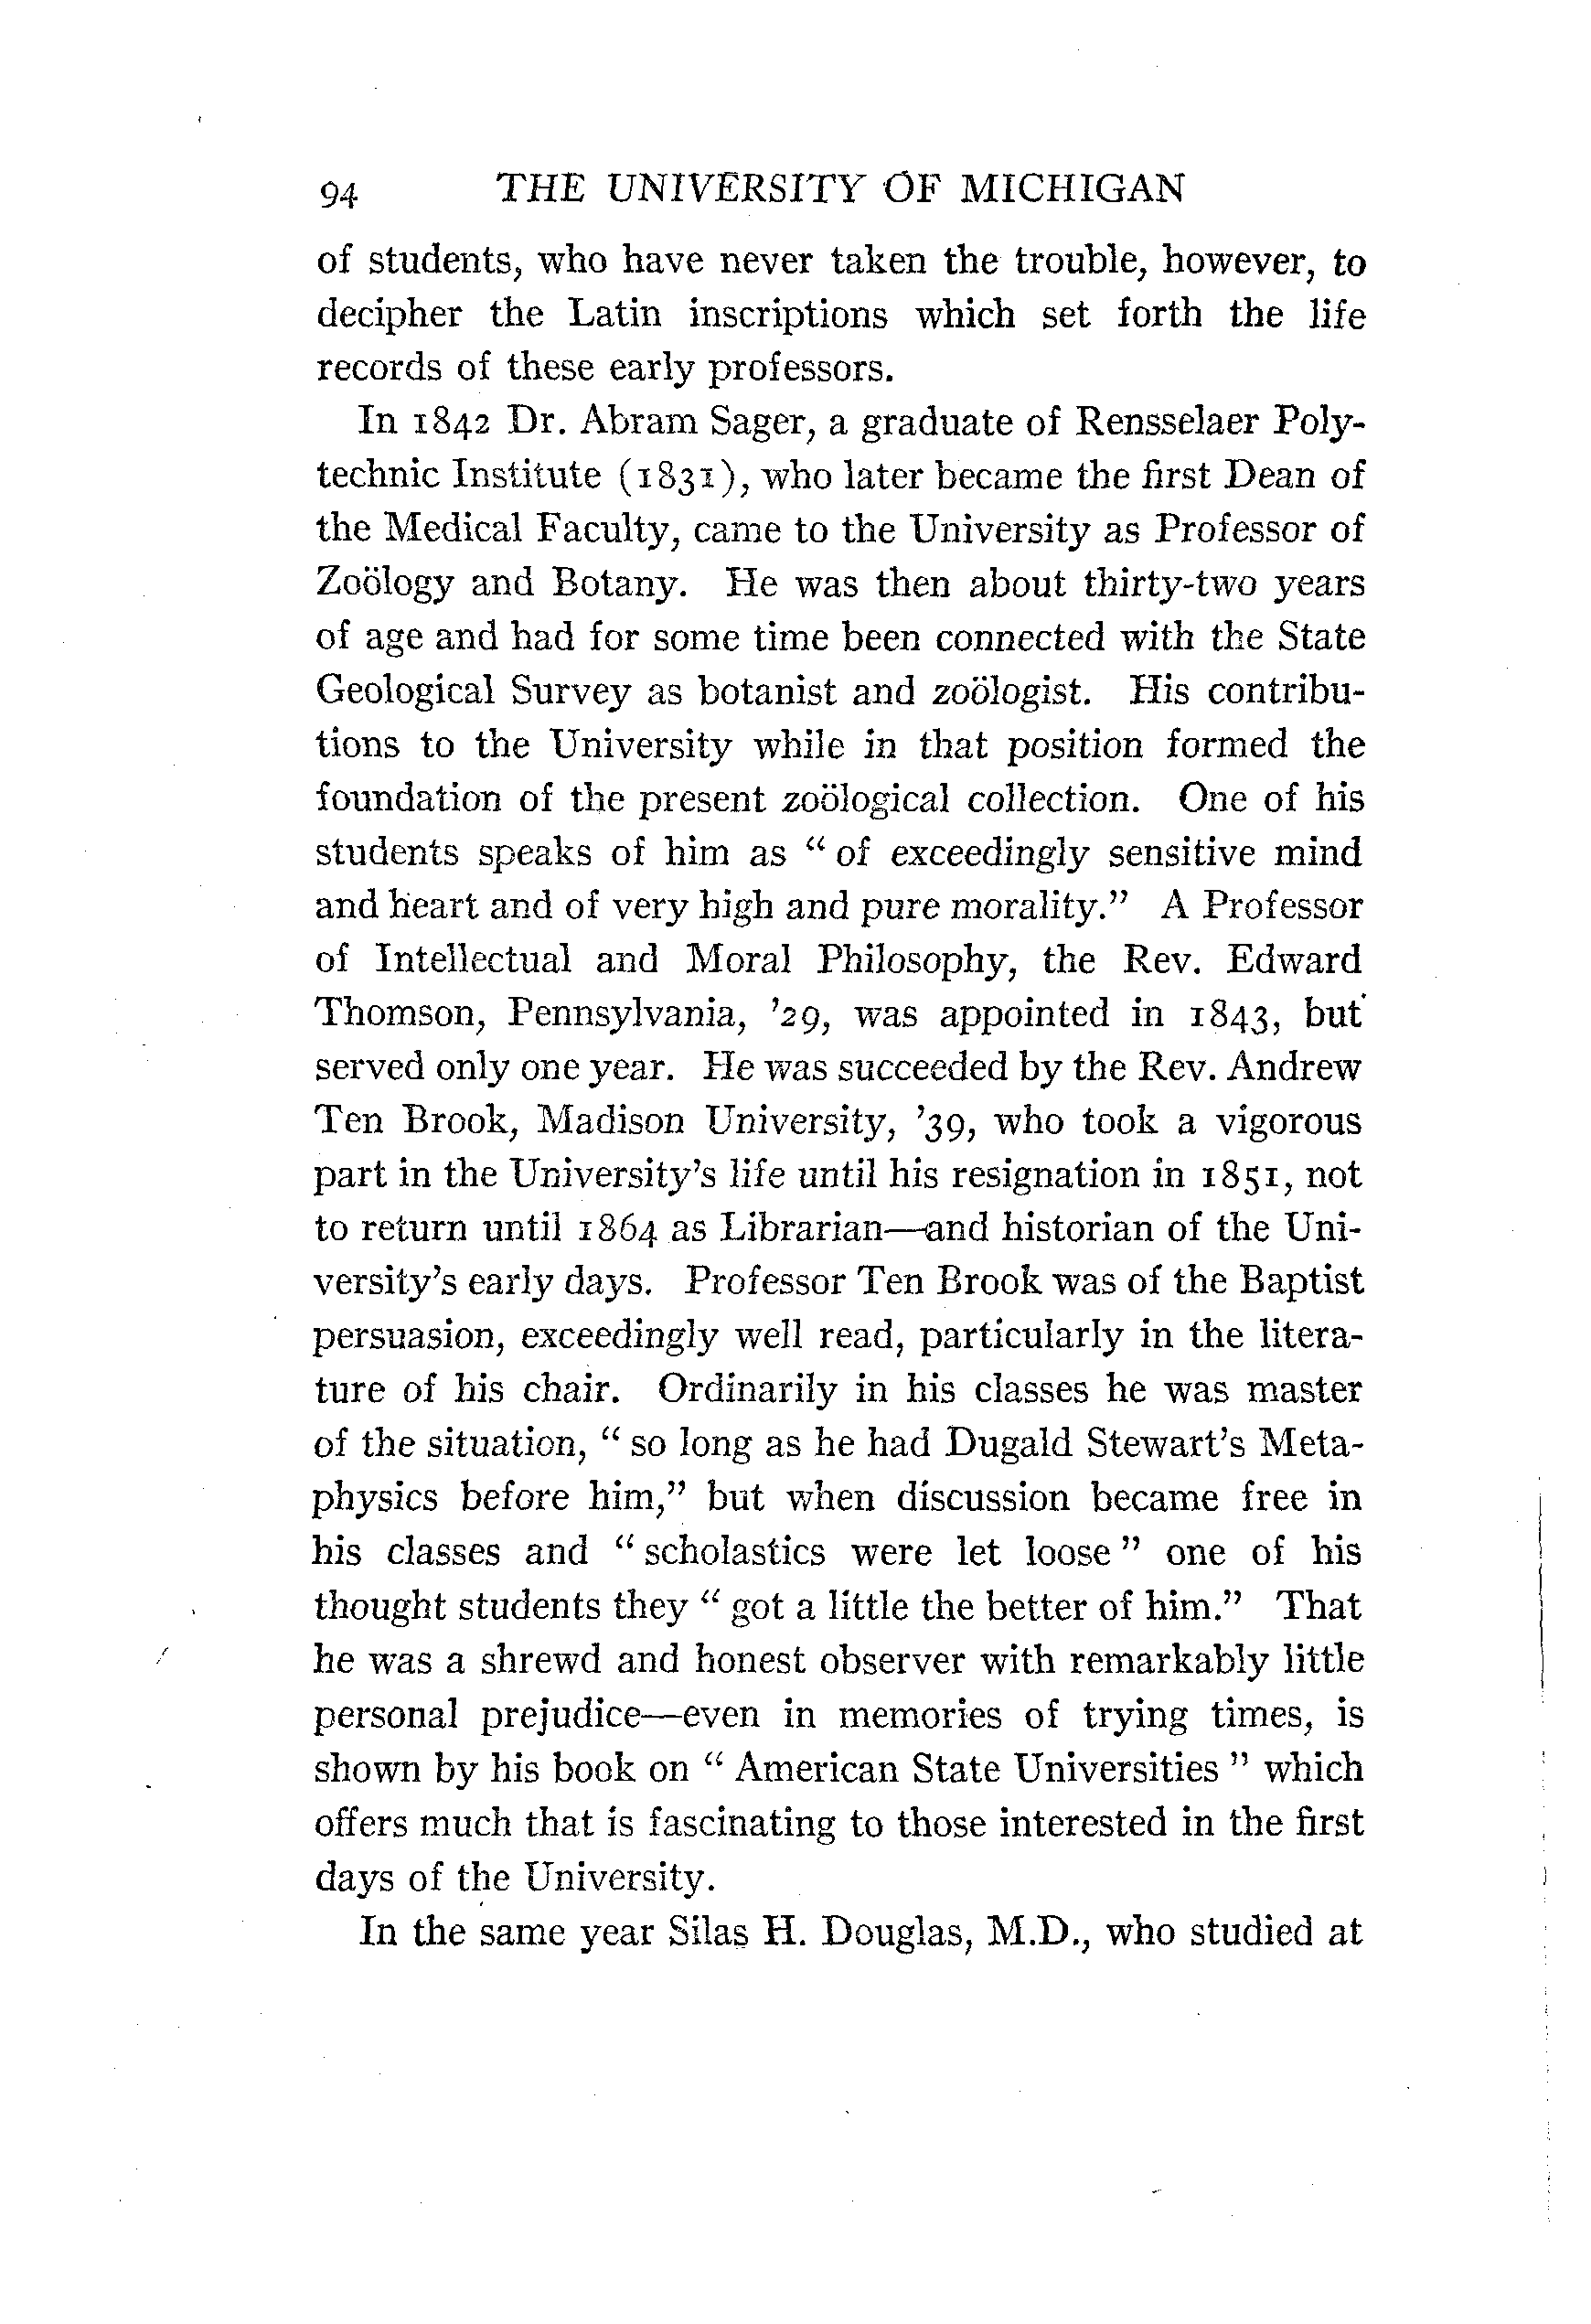 94 THE UNIVERSITY OF MICHIGAN
of students, who have never taken the trouble, however, to
decipher the Latin inscriptions which set forth the life
records of these early professors.
In 1842 Dr. Abram Sager, a graduate of Rensselaer Poly-
technic Institute (1831), who later became the first Dean of
the Medical Faculty, came to the University as Professor of
Zoölogy and Botany. He was then about thirty-two years
of age and had for some time been connected with the State
Geological Survey as botanist and zoölogist. His contribu-
tions to the University while in that position formed the
foundation of the present zoölogical collection. One of his
students speaks of him as " of exceedingly sensitive mind
and heart and of very high and pure morality." A Professor
of Intellectual and Moral Philosophy, the Rev. Edward
Thomson, Pennsylvania, '29, was appointed in 1843, but
served only one year. He was succeeded by the Rev. Andrew
Ten Brook, Madison University, '39, who took a vigorous
part in the University's life until his resignation in 1851, not
to return until 1864 as Librarian—and historian of the Uni-
versity's early days. Professor Ten Brook was of the Baptist
persuasion, exceedingly well read, particularly in the litera-
ture of his chair. Ordinarily in his classes he was master
of the situation, " so long as he had Dugald Stewart's Meta-
physics before him," but when discussion became free in
his classes and " scholastics were let loose " one of his
thought students they " got a little the better of him." That
he was a shrewd and honest observer with remarkably little
personal prejudice—even in memories of trying times, is
shown by his book on " American State Universities " which
offers much that is fascinating to those interested in the first
days of the University.
In the same year Silas H. Douglas, M.D., who studied at